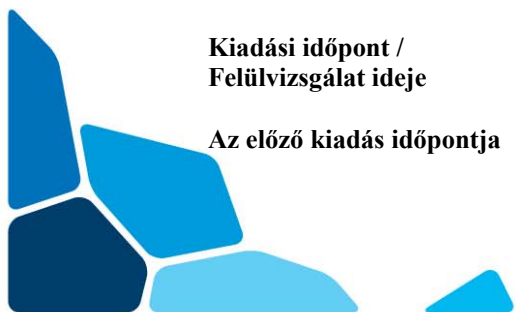 Kiadási időpont /
Felülvizsgálat ideje
Az előző kiadás időpontja